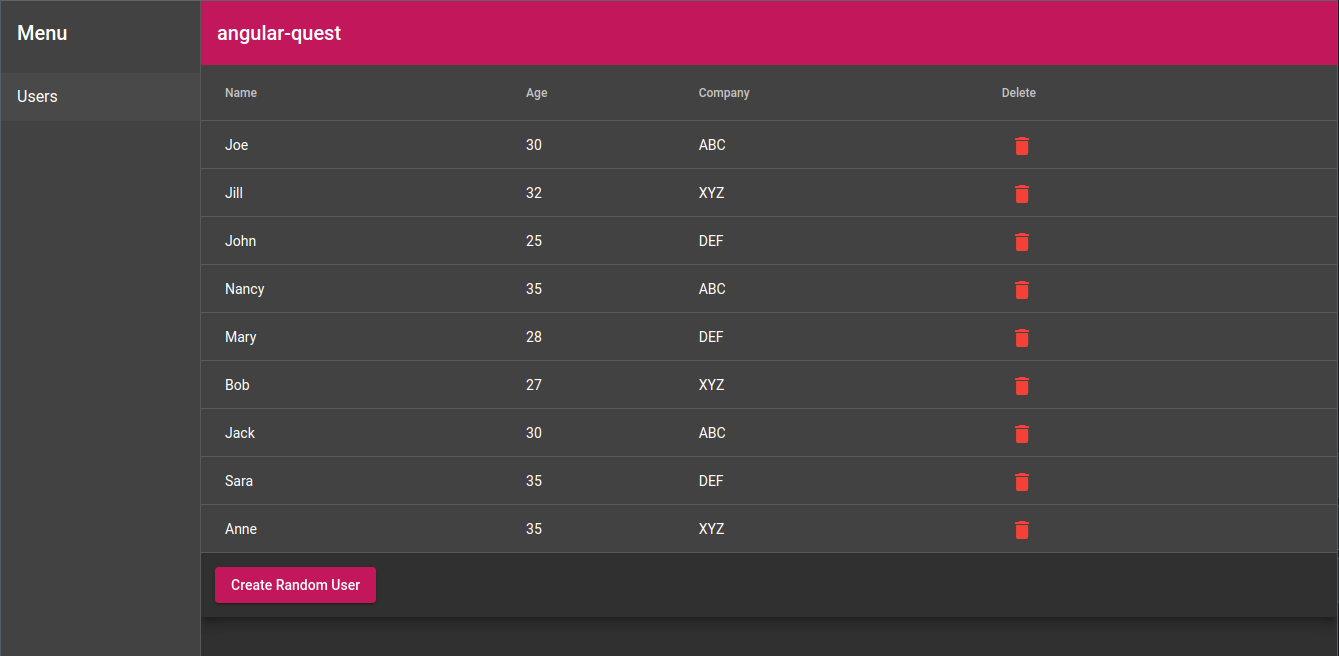 Menu
angular-quest
Users
Name Age Company Delete
Joe 30 ABC
Jill 32 XYZ
John 25 DEF
Nancy 35 ABC
Mary 28 DEF
Bob 27 XYZ
Jack 30 ABC
Sara 35 DEF
Anne 35 XYZ
Create Random User